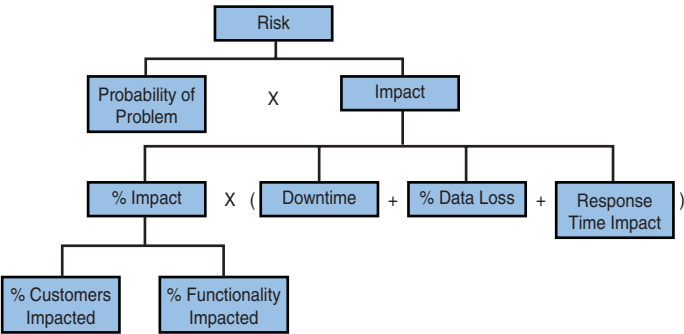 Risk
Probability of
Problem
X
Impact
% Impact
X
(
Downtime
+
% Data Loss
+
Response
Time Impact
)
% Customers
Impacted
% Functionality
Impacted